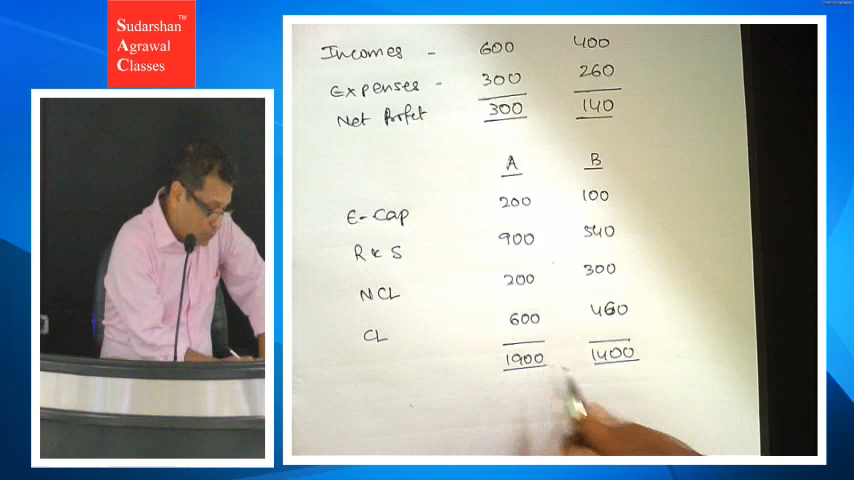 Sudarshan™
Agrawal
Classes
Incomes - 600 400
Expenses - 300 260
Net Profit 300 140
A B
E-Cap 200 100
R & S 900 540
NCL 200 300
CL 600 460
1900 1400